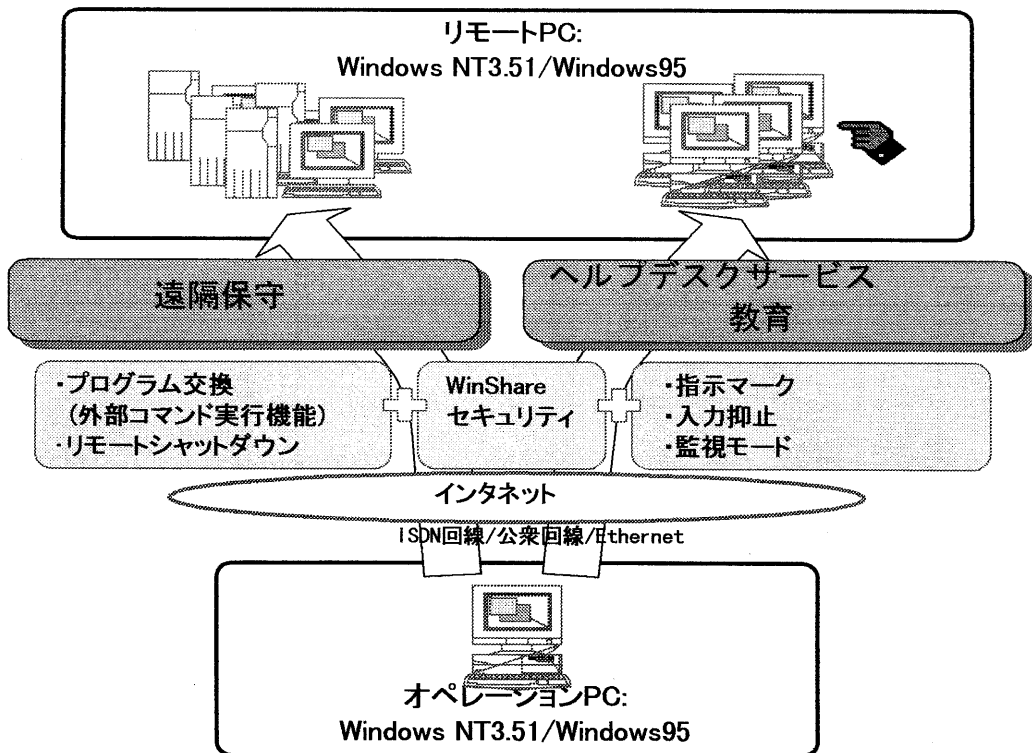 リモートPC:
Windows NT3.51/Windows95
遠隔保守
ヘルプデスクサービス
教育
・プログラム交換
(外部コマンド実行機能)
・リモートシャットダウン
WinShare
セキュリティ
・指示マーク
・入力抑止
・監視モード
インタネット
ISDN回線/公衆回線/Ethernet
オペレーションPC:
Windows NT3.51/Windows95